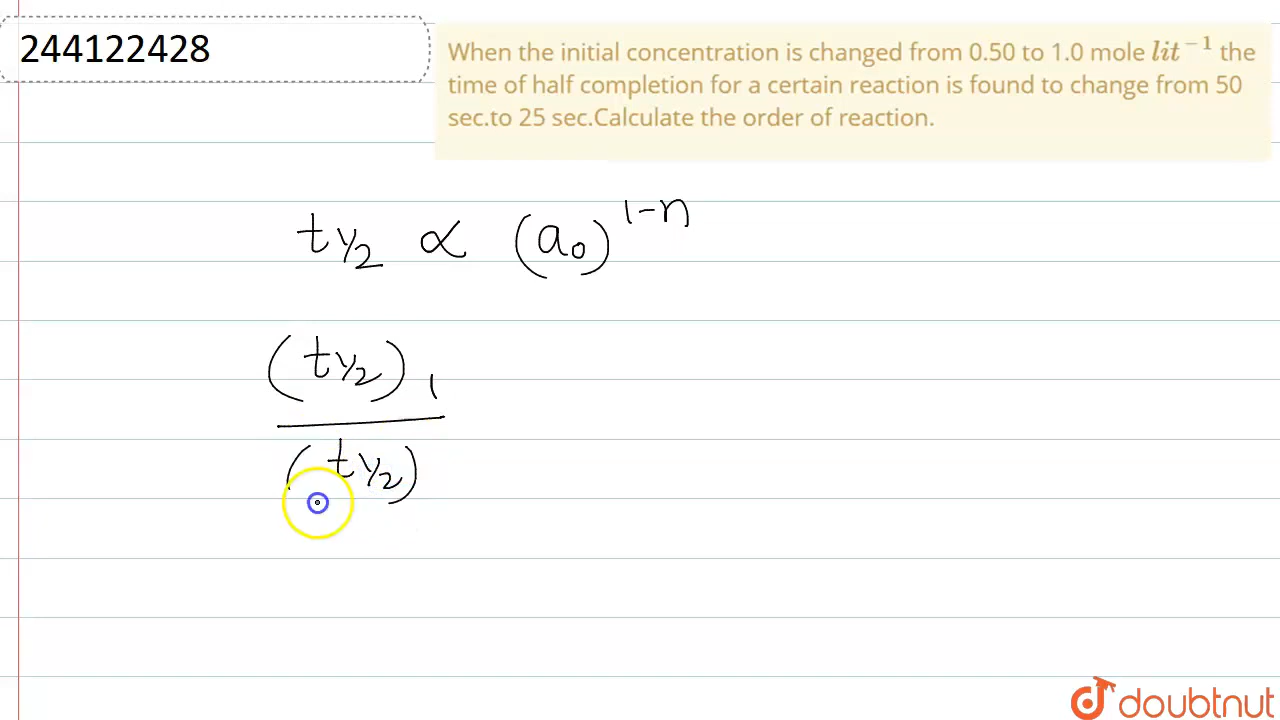 244122428
When the initial concentration is changed from 0.50 to 1.0 mole lit⁻¹ the
time of half completion for a certain reaction is found to change from 50
sec.to 25 sec.Calculate the order of reaction.
t½ ∝ (a₀)¹⁻ⁿ
(t½)₁
(t½)
doubtnut